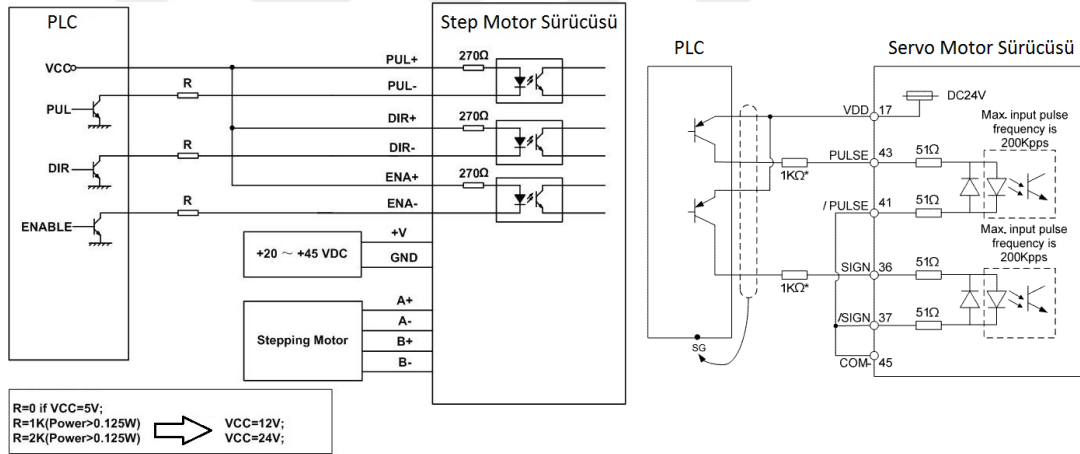 PLC
Step Motor Sürücüsü
VCC
PUL+
270Ω
R
PUL-
PUL
DIR+
270Ω
R
DIR-
DIR
ENA+
270Ω
R
ENA-
ENABLE
+20 ～ +45 VDC
+V
GND
Stepping Motor
A+
A-
B+
B-
R=0 if VCC=5V;
R=1K(Power>0.125W)
VCC=12V;
R=2K(Power>0.125W)
VCC=24V;
PLC
Servo Motor Sürücüsü
DC24V
VDD
17
Max. input pulse
frequency is
200Kpps
PULSE
43
51Ω
1KΩ*
/PULSE
41
51Ω
Max. input pulse
frequency is
200Kpps
SIGN
36
51Ω
1KΩ*
/SIGN
37
51Ω
SG
COM-
45